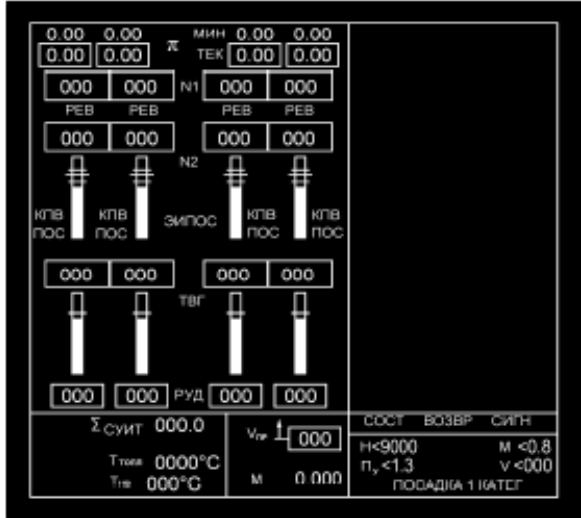 0.00 0.00 МИН 0.00 0.00
0.00 0.00 π ТЕК 0.00 0.00
000 000 N1 000 000
РЕВ РЕВ РЕВ РЕВ
000 000 000 000
N2
КПВ КПВ КПВ КПВ
ПОС ПОС ЭИПОС ПОС ПОС
000 000 000 000
ТВГ
000 000 РУД 000 000
Σ СУИТ 000.0
Vпр 000
Tтопл 0000°C
000°C
M 0.000
СОСТ ВОЗВР СИГН
H<9000 M <0.8
пу<1.3 V <000
ПОСАДКА 1 КАТЕГ